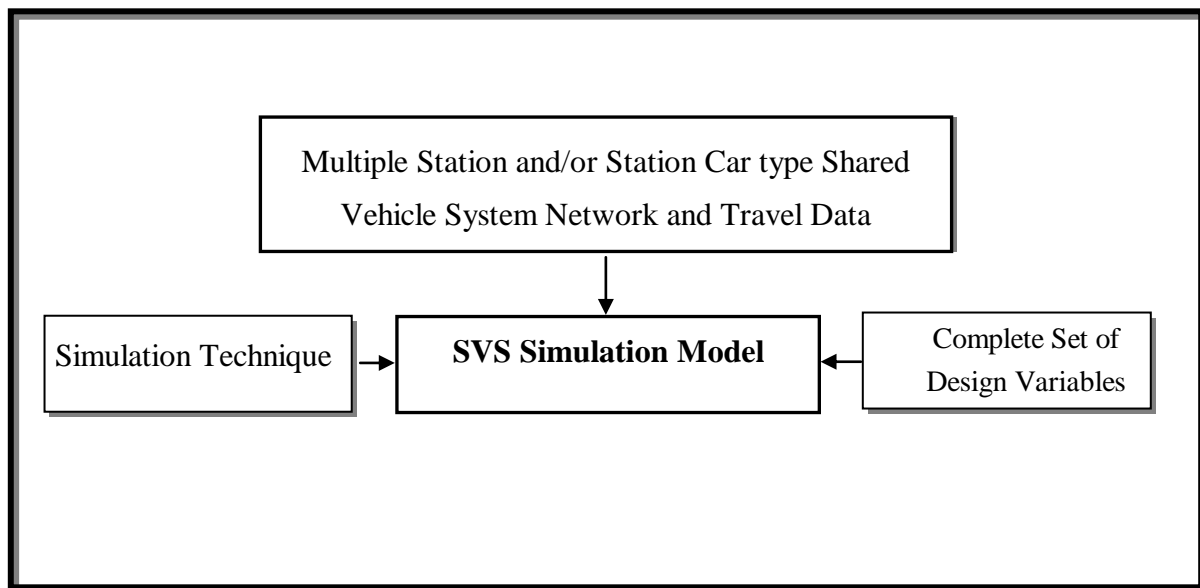 Multiple Station and/or Station Car type Shared
Vehicle System Network and Travel Data
Simulation Technique
SVS Simulation Model
Complete Set of
Design Variables